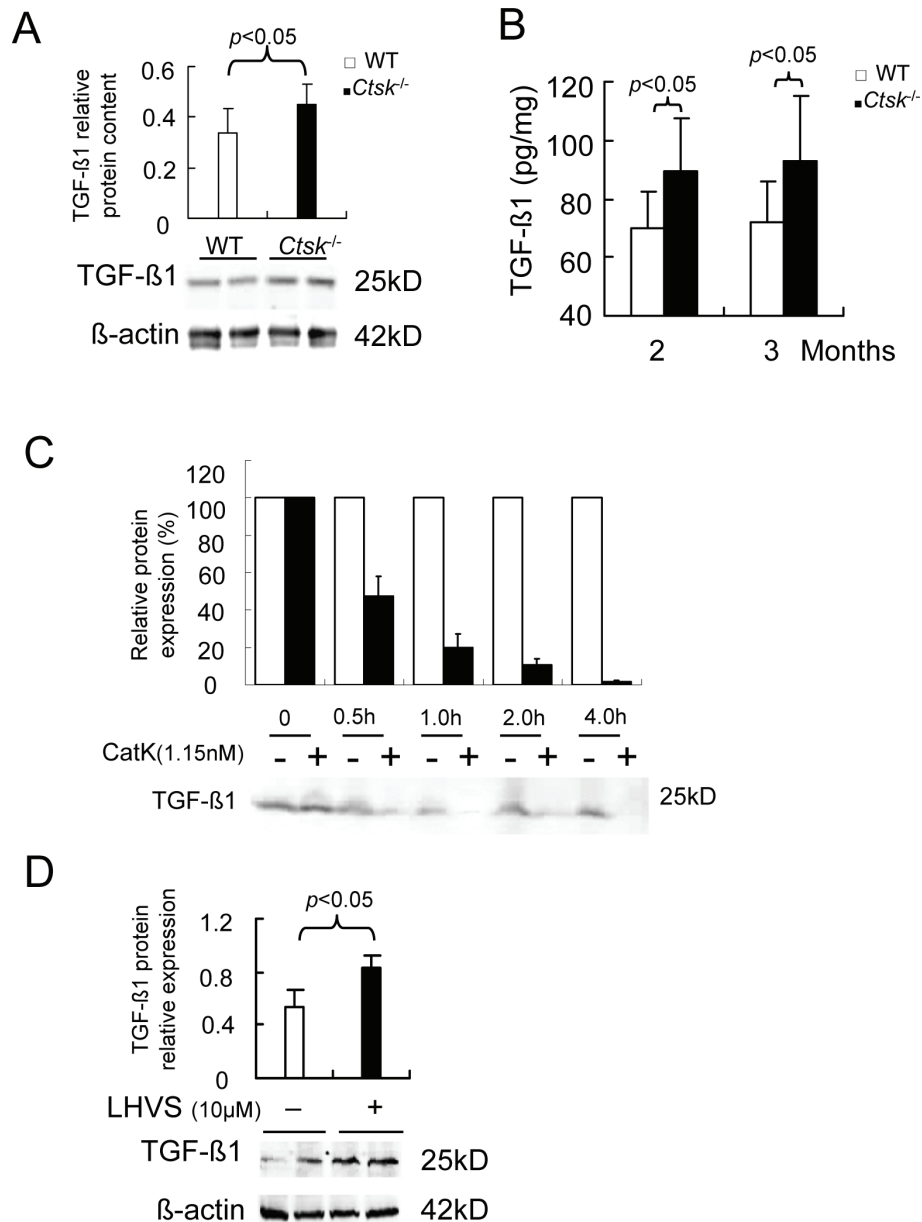 A
p<0.05
WT
Ctsk-/-
TGF-ß1 relative
protein content
0.6
0.4
0.2
0
WT Ctsk-/-
TGF-ß1 25kD
ß-actin 42kD
B
WT
Ctsk-/-
p<0.05 p<0.05
TGF-ß1 (pg/mg)
120
100
80
60
40
2 3 Months
C
Relative protein
expression (%)
120
100
80
60
40
20
0
0 0.5h 1.0h 2.0h 4.0h
CatK(1.15nM) - + - + - + - + - +
TGF-ß1 25kD
D
p<0.05
TGF-ß1 protein
relative expression
1.2
0.8
0.4
0
LHVS (10µM) – +
TGF-ß1 25kD
ß-actin 42kD